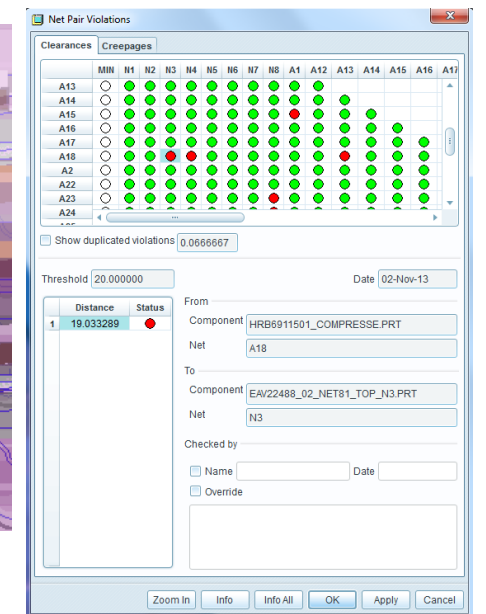 Net Pair Violations
Clearances Creepages
MIN N1 N2 N3 N4 N5 N6 N7 N8 A1 A12 A13 A14 A15 A16 A17
A13
A14
A15
A16
A17
A18
A2
A22
A23
A24
Show duplicated violations 0.0666667
Threshold 20.000000 Date 02-Nov-13
Distance Status
1 19.033289
From
Component HRB6911501_COMPRESSE.PRT
Net A18
To
Component EAV22488_02_NET81_TOP_N3.PRT
Net N3
Checked by
Name Date
Override
Zoom In Info Info All OK Apply Cancel